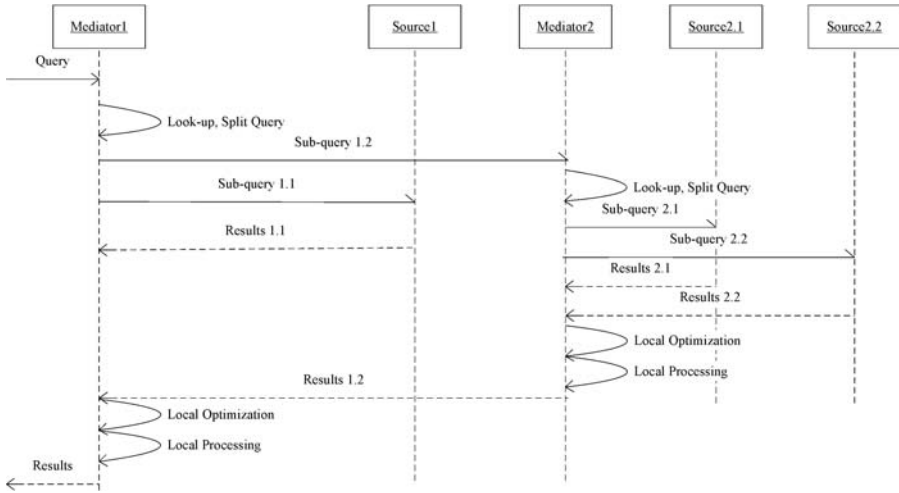 Mediator1
Source1
Mediator2
Source2.1
Source2.2
Query
Look-up, Split Query
Sub-query 1.2
Sub-query 1.1
Look-up, Split Query
Sub-query 2.1
Results 1.1
Sub-query 2.2
Results 2.1
Results 2.2
Local Optimization
Local Processing
Results 1.2
Local Optimization
Local Processing
Results